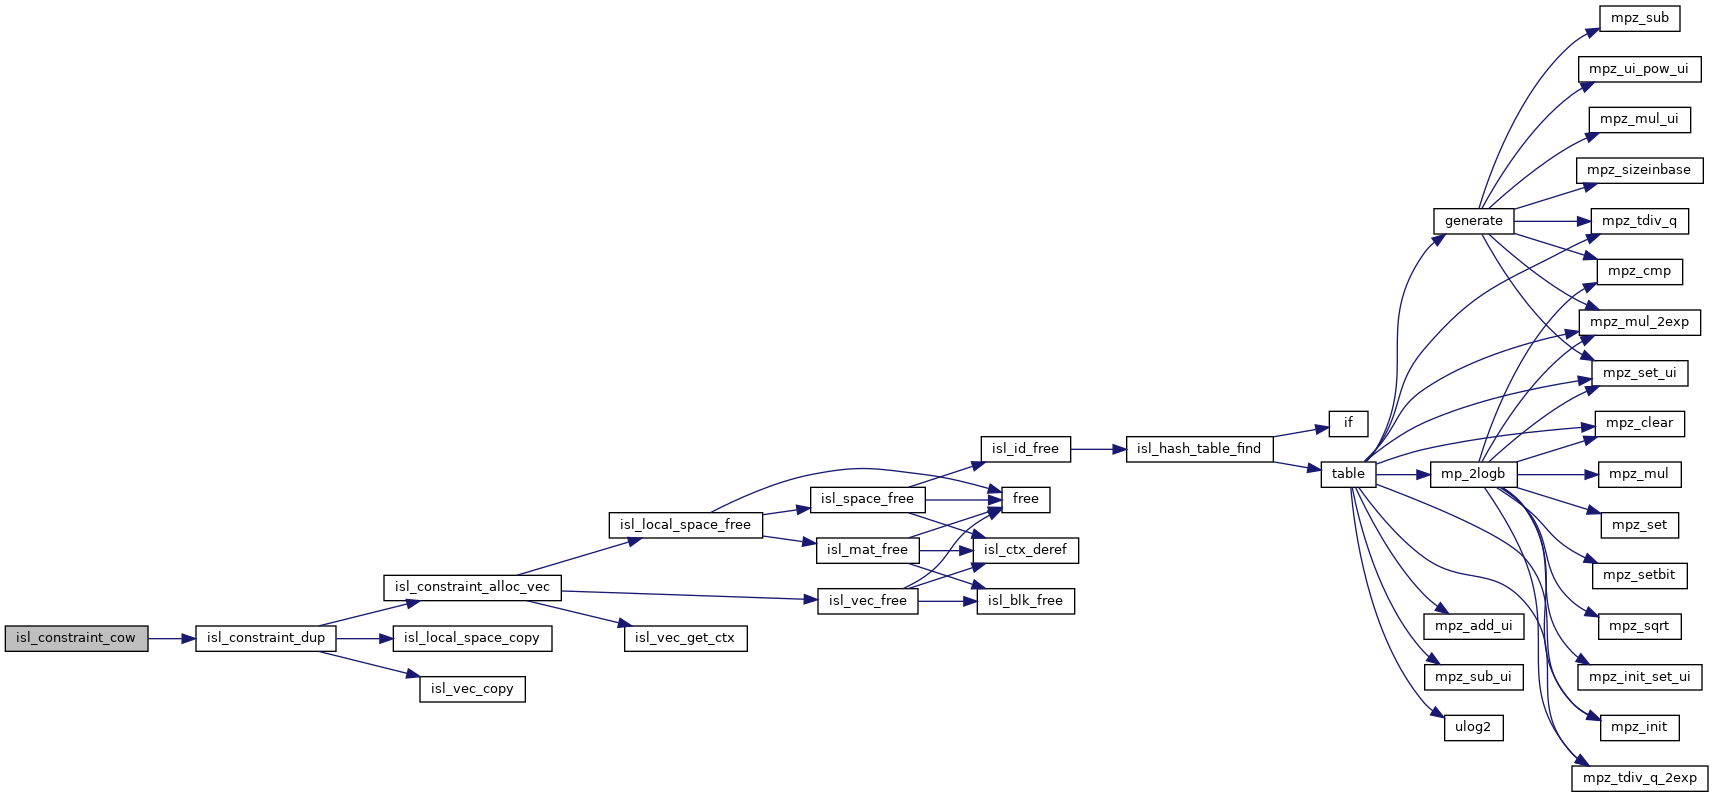 mpz_sub
mpz_ui_pow_ui
mpz_mul_ui
mpz_sizeinbase
generate
mpz_tdiv_q
mpz_cmp
mpz_mul_2exp
mpz_set_ui
if
mpz_clear
isl_id_free
isl_hash_table_find
table
mp_2logb
mpz_mul
isl_space_free
free
isl_local_space_free
mpz_set
isl_mat_free
isl_ctx_deref
mpz_setbit
isl_constraint_alloc_vec
isl_vec_free
isl_blk_free
mpz_add_ui
mpz_sqrt
isl_constraint_cow
isl_constraint_dup
isl_local_space_copy
isl_vec_get_ctx
mpz_sub_ui
mpz_init_set_ui
isl_vec_copy
ulog2
mpz_init
mpz_tdiv_q_2exp